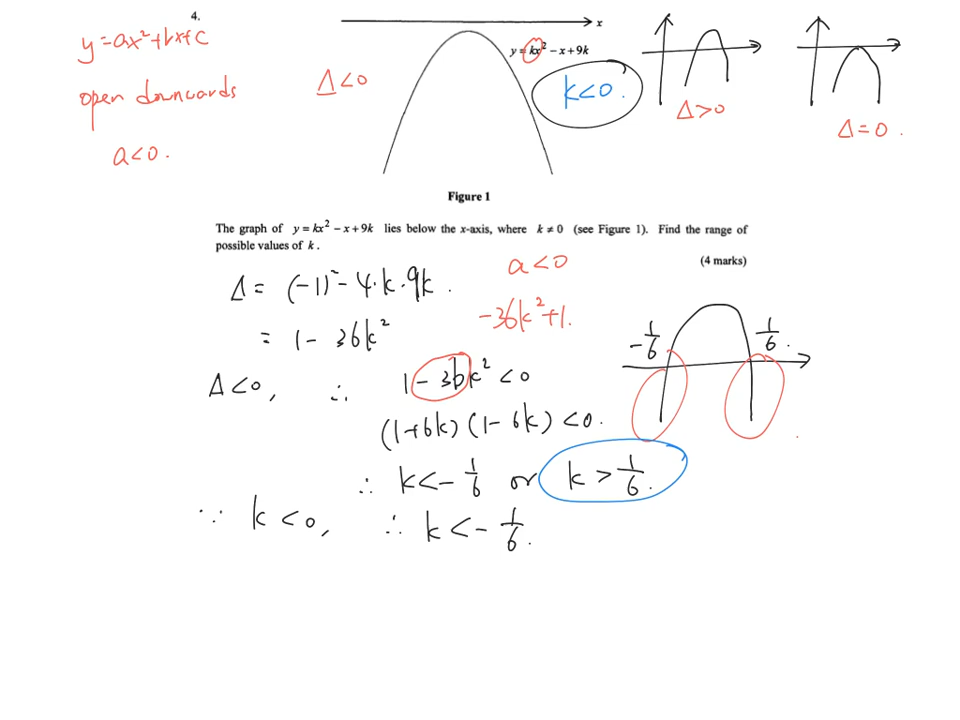 4.
y=ax²+bx+c
open downwards
a<0.
Δ<0
x
y = kx² − x + 9k
k<0.
Δ>0
Δ=0.
Figure 1
The graph of y = kx² − x + 9k lies below the x-axis, where k ≠ 0 (see Figure 1). Find the range of
possible values of k.
(4 marks)
a<0
Δ = (-1)² - 4·k·9k.
-36k²+1.
= 1 - 36k²
-1/6
1/6.
Δ<0, ∴ 1-36k² <0
(1+6k)(1-6k) <0.
∴ k<-1/6 or k>1/6.
∵ k<0, ∴ k<-1/6.